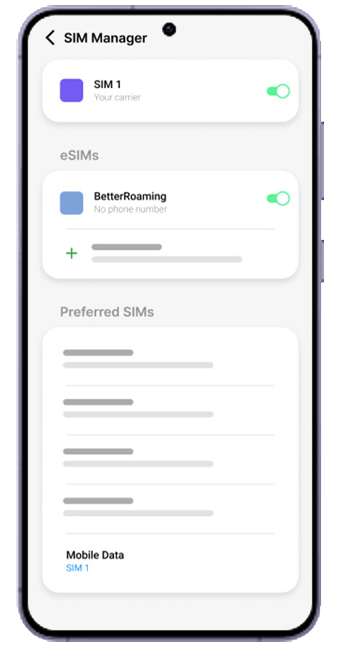 SIM Manager
SIM 1
Your carrier
eSIMs
BetterRoaming
No phone number
Preferred SIMs
Mobile Data
SIM 1